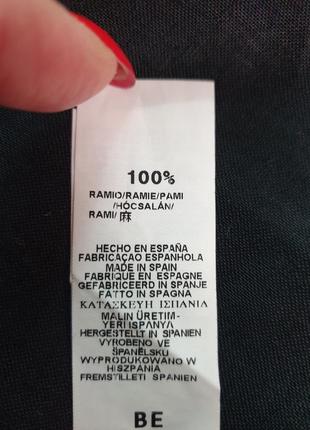 100%
RAMIO/RAMIE/PAMI
/HÓCSALÁN/
RAMI/麻
HECHO EN ESPAÑA
FABRICAÇAO ESPANHOLA
MADE IN SPAIN
FABRIQUE EN ESPAGNE
GEFABRICEERD IN SPANJE
FATTO IN SPAGNA
ΚΑΤΑΣΚΕΥΗ ΙΣΠΑΝΙΑ
MALIN ÜRETIM-
YERI ISPANYA/
HERGESTELLT IN SPANIEN
VYROBENO VE
ŠPANĚLSKU
WYPRODUKOWANO W
HISZPANIA
FREMSTILLETI SPANIEN
BE